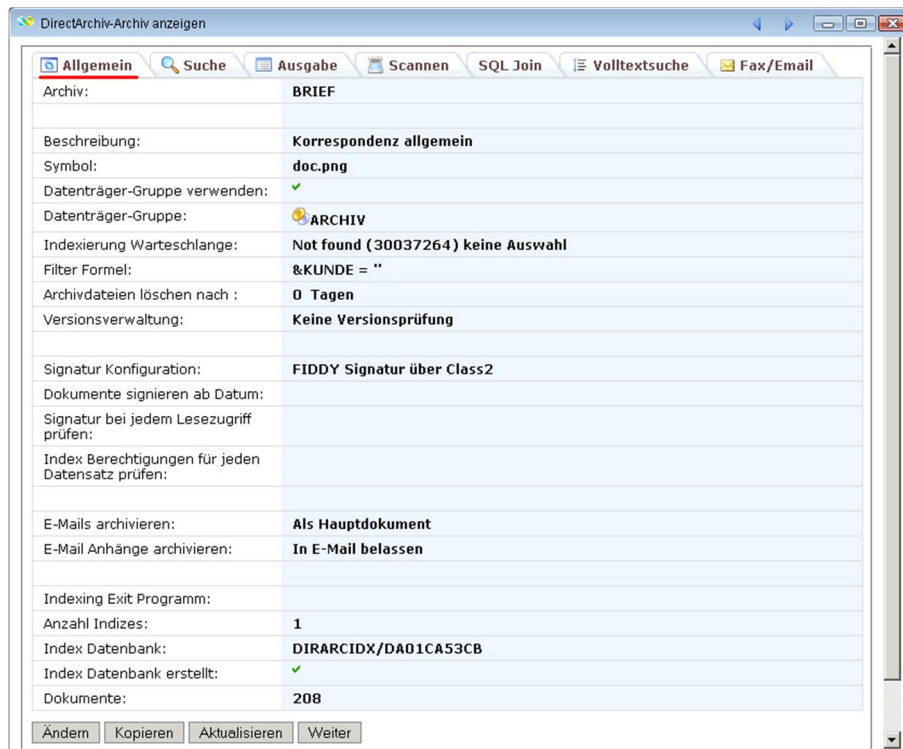 DirectArchiv-Archiv anzeigen
Allgemein Suche Ausgabe Scannen SQL Join Volltextsuche Fax/Email
Archiv: BRIEF
Beschreibung: Korrespondenz allgemein
Symbol: doc.png
Datenträger-Gruppe verwenden:
Datenträger-Gruppe: ARCHIV
Indexierung Warteschlange: Not found (30037264) keine Auswahl
Filter Formel: &KUNDE = ''
Archivdateien löschen nach : 0 Tagen
Versionsverwaltung: Keine Versionsprüfung
Signatur Konfiguration: FIDDY Signatur über Class2
Dokumente signieren ab Datum:
Signatur bei jedem Lesezugriff
prüfen:
Index Berechtigungen für jeden
Datensatz prüfen:
E-Mails archivieren: Als Hauptdokument
E-Mail Anhänge archivieren: In E-Mail belassen
Indexing Exit Programm:
Anzahl Indizes: 1
Index Datenbank: DIRARCIDX/DA01CA53CB
Index Datenbank erstellt:
Dokumente: 208
Ändern Kopieren Aktualisieren Weiter